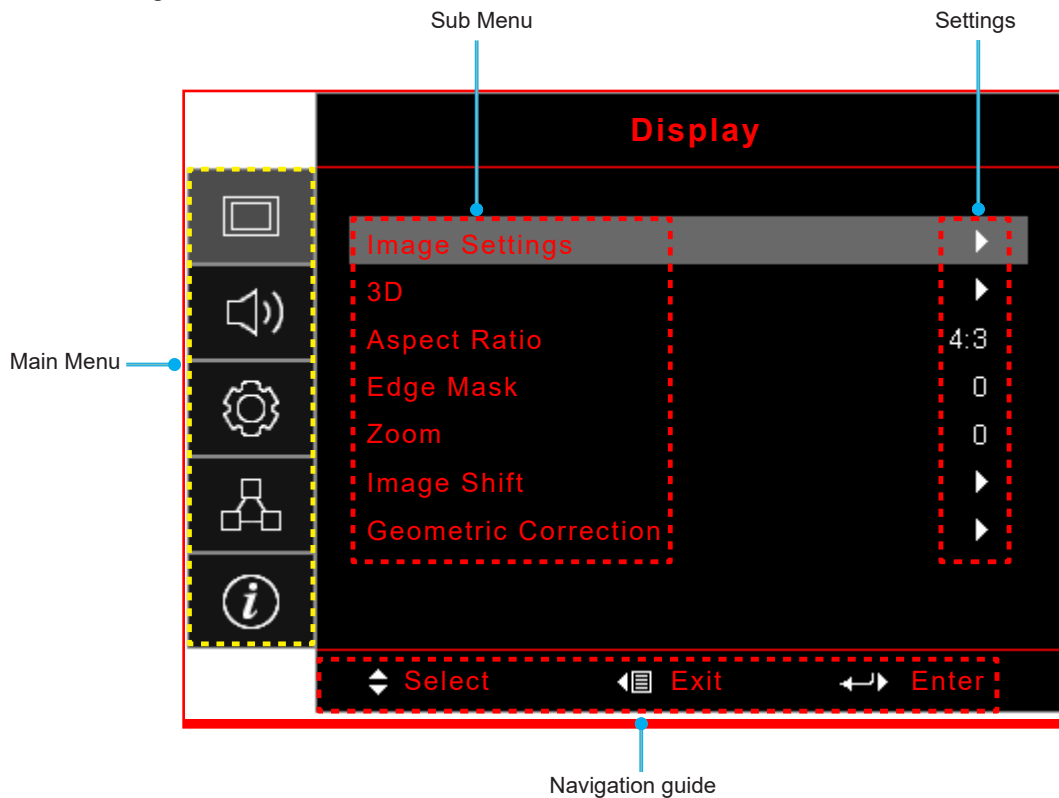 Sub Menu Settings
Display
Image Settings
3D
Aspect Ratio 4:3
Main Menu
Edge Mask 0
Zoom 0
Image Shift
Geometric Correction
i
Select Exit Enter
Navigation guide